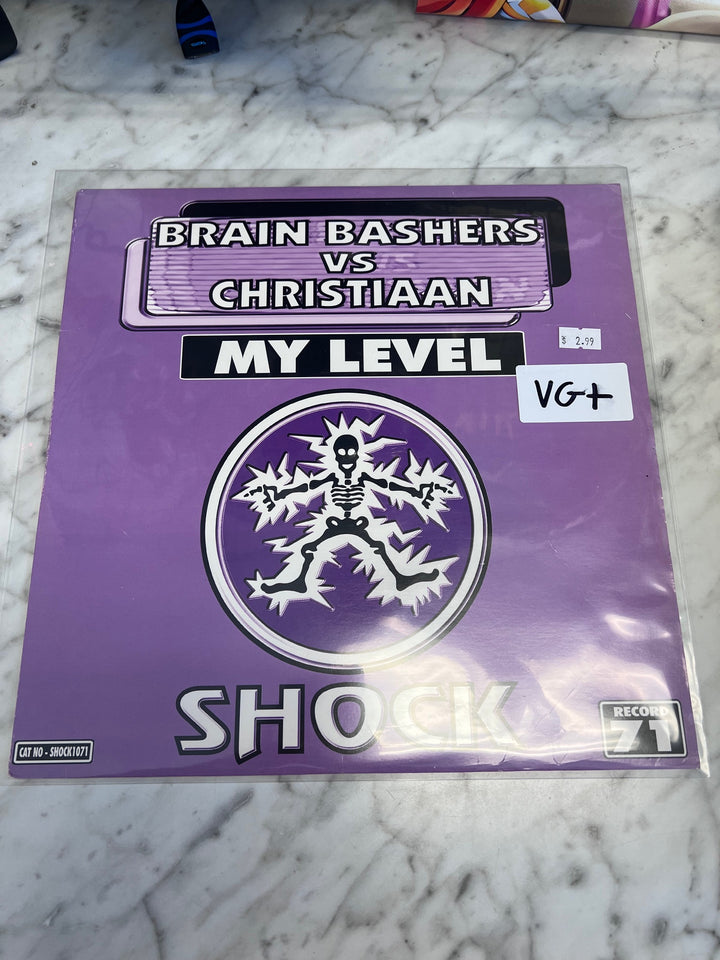 BRAIN BASHERS
VS
CHRISTIAAN
MY LEVEL
$ 2.99
VG+
SHOCK
CAT NO - SHOCK1071
RECORD
71